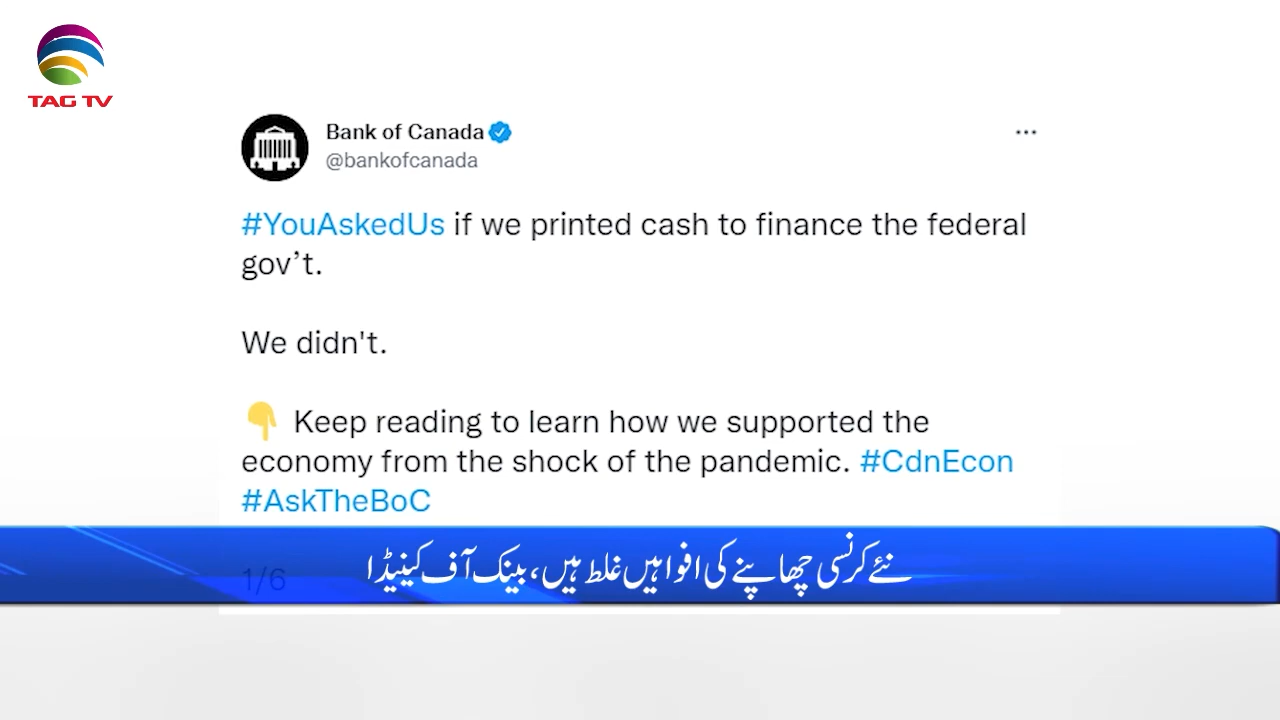 TAG TV
Bank of Canada
@bankofcanada
#YouAskedUs if we printed cash to finance the federal
gov’t.
We didn't.
👇 Keep reading to learn how we supported the
economy from the shock of the pandemic. #CdnEcon
#AskTheBoC
1/6
نئے کرنسی چھاپنے کی افواہیں غلط ہیں، بینک آف کینیڈا